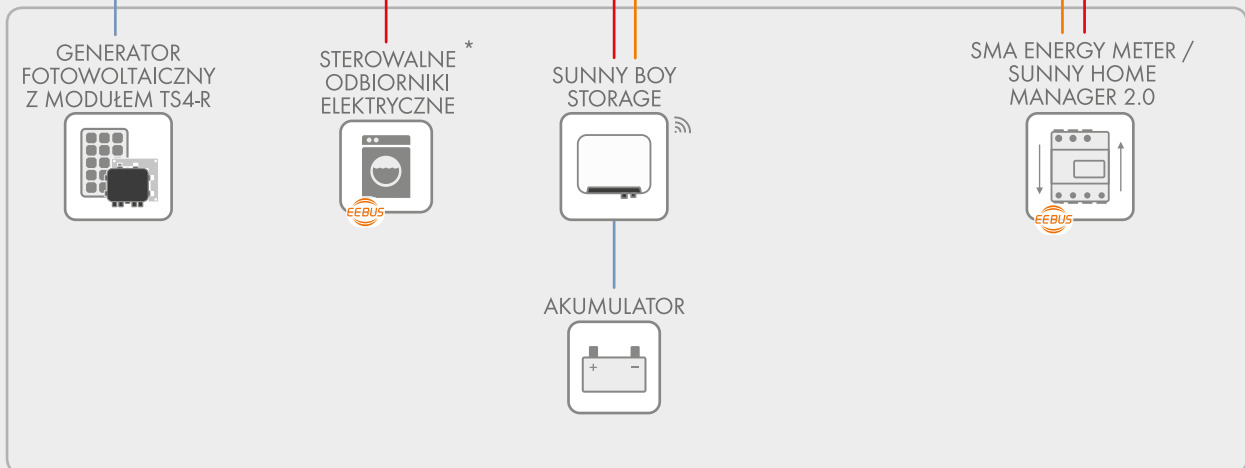 GENERATOR
FOTOWOLTAICZNY
Z MODUŁEM TS4-R
STEROWALNE *
ODBIORNIKI
ELEKTRYCZNE
EEBUS
SUNNY BOY
STORAGE
SMA ENERGY METER /
SUNNY HOME
MANAGER 2.0
EEBUS
AKUMULATOR
+ −